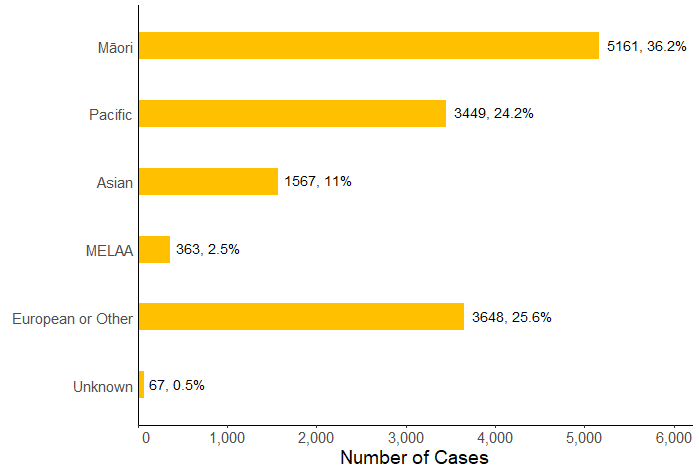 Māori 5161, 36.2%
Pacific 3449, 24.2%
Asian 1567, 11%
MELAA 363, 2.5%
European or Other 3648, 25.6%
Unknown 67, 0.5%
0 1,000 2,000 3,000 4,000 5,000 6,000
Number of Cases